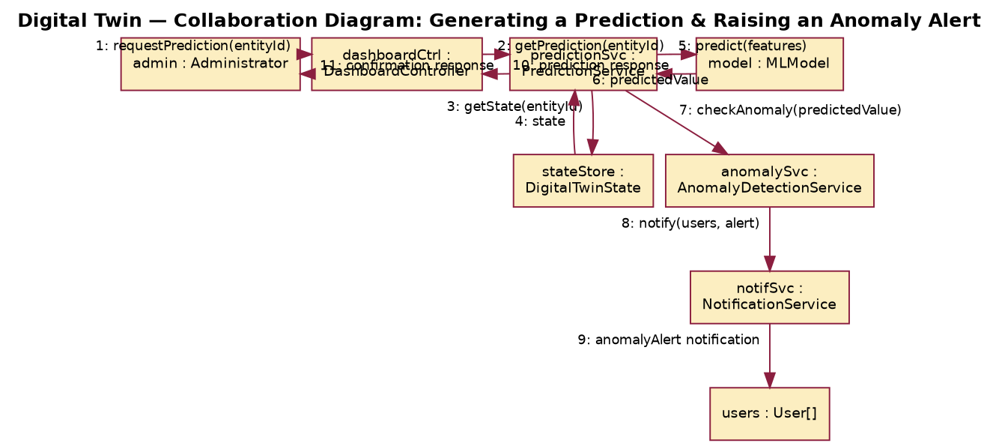 Digital Twin — Collaboration Diagram: Generating a Prediction & Raising an Anomaly Alert
1: requestPrediction(entityId)
admin : Administrator
dashboardCtrl :
DashboardController
11: confirmation response
2: getPrediction(entityId)
predictionSvc :
PredictionService
10: prediction response
5: predict(features)
model : MLModel
6: predictedValue
3: getState(entityId)
4: state
7: checkAnomaly(predictedValue)
stateStore :
DigitalTwinState
anomalySvc :
AnomalyDetectionService
8: notify(users, alert)
notifSvc :
NotificationService
9: anomalyAlert notification
users : User[]